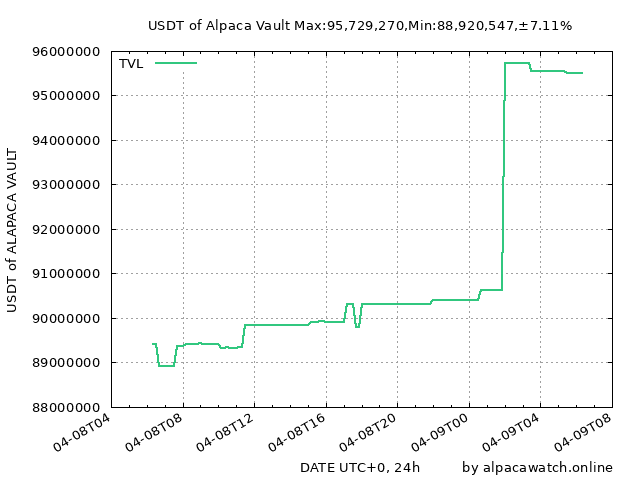 USDT of Alpaca Vault Max:95,729,270,Min:88,920,547,±7.11%
96000000
TVL
95000000
94000000
93000000
92000000
91000000
90000000
89000000
88000000
USDT of ALAPACA VAULT
04-08T04
04-08T08
04-08T12
04-08T16
04-08T20
04-09T00
04-09T04
04-09T08
DATE UTC+0, 24h
by alpacawatch.online